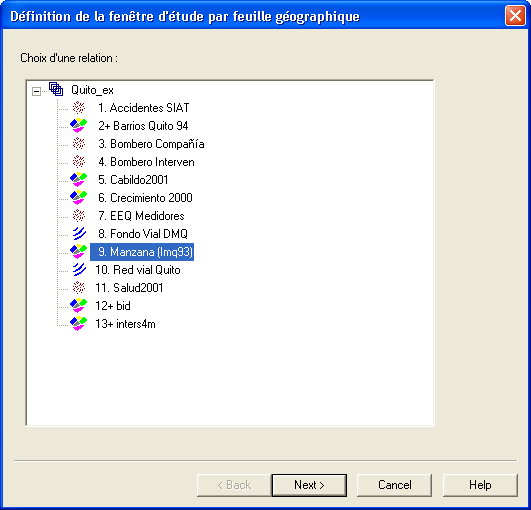 Définition de la fenêtre d'étude par feuille géographique
Choix d'une relation :
Quito_ex
1. Accidentes SIAT
2+ Barrios Quito 94
3. Bombero Compañía
4. Bombero Interven
5. Cabildo2001
6. Crecimiento 2000
7. EEQ Medidores
8. Fondo Vial DMQ
9. Manzana (Imq93)
10. Red vial Quito
11. Salud2001
12+ bid
13+ inters4m
< Back Next > Cancel Help